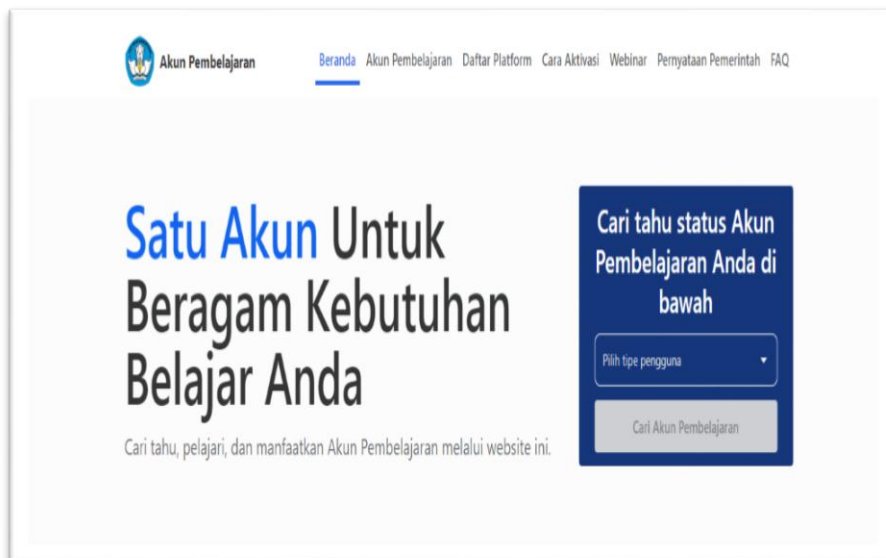 Akun Pembelajaran
Beranda Akun Pembelajaran Daftar Platform Cara Aktivasi Webinar Pernyataan Pemerintah FAQ
Satu Akun Untuk
Beragam Kebutuhan
Belajar Anda
Cari tahu, pelajari, dan manfaatkan Akun Pembelajaran melalui website ini.
Cari tahu status Akun
Pembelajaran Anda di
bawah
Pilih tipe pengguna
Cari Akun Pembelajaran